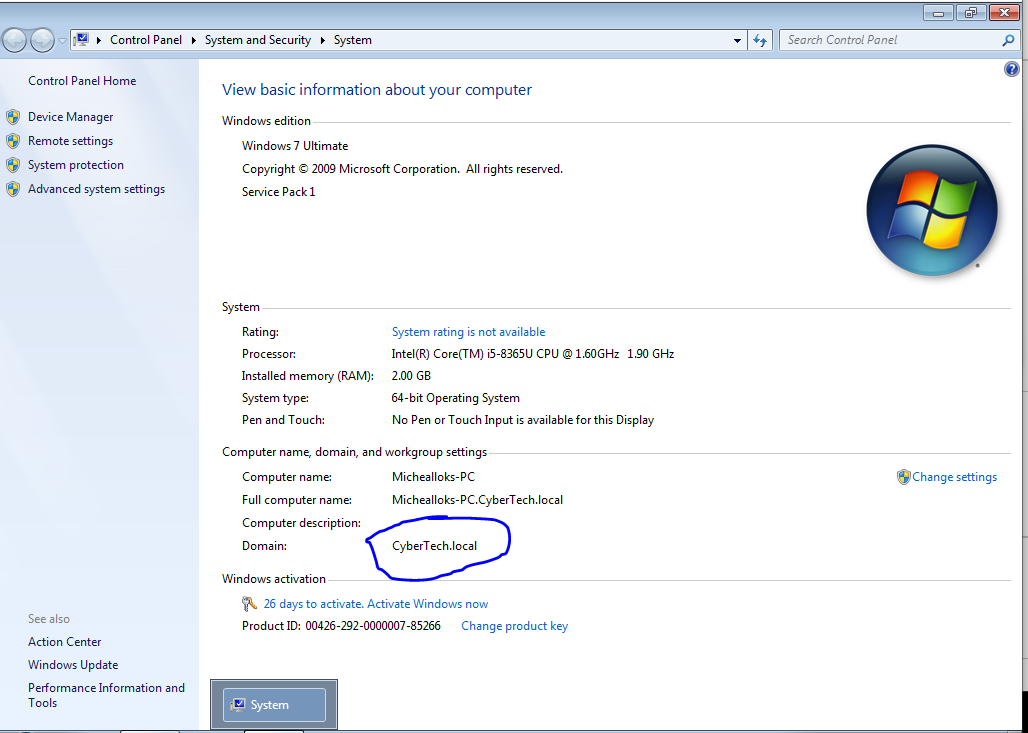 Control Panel ▸ System and Security ▸ System
Search Control Panel
Control Panel Home
Device Manager
Remote settings
System protection
Advanced system settings
See also
Action Center
Windows Update
Performance Information and
Tools
View basic information about your computer
Windows edition
Windows 7 Ultimate
Copyright © 2009 Microsoft Corporation. All rights reserved.
Service Pack 1
System
Rating: System rating is not available
Processor: Intel(R) Core(TM) i5-8365U CPU @ 1.60GHz 1.90 GHz
Installed memory (RAM): 2.00 GB
System type: 64-bit Operating System
Pen and Touch: No Pen or Touch Input is available for this Display
Computer name, domain, and workgroup settings
Computer name: Michealloks-PC
Change settings
Full computer name: Michealloks-PC.CyberTech.local
Computer description:
Domain: CyberTech.local
Windows activation
26 days to activate. Activate Windows now
Product ID: 00426-292-0000007-85266 Change product key
System